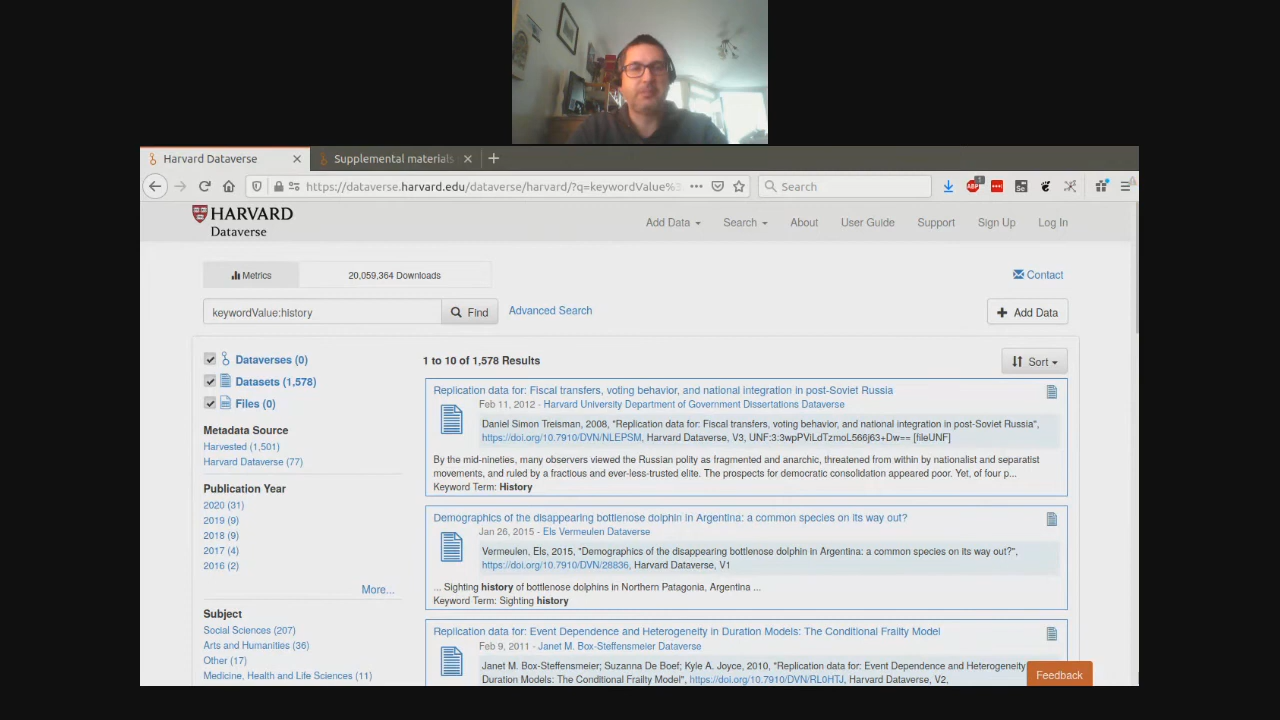 Harvard Dataverse
Supplemental materials
https://dataverse.harvard.edu/dataverse/harvard/?q=keywordValue%3
Search
HARVARD
Dataverse
Add Data
Search
About
User Guide
Support
Sign Up
Log In
Metrics
20,059,364 Downloads
Contact
keywordValue:history
Find
Advanced Search
Add Data
Dataverses (0)
Datasets (1,578)
Files (0)
Metadata Source
Harvested (1,501)
Harvard Dataverse (77)
Publication Year
2020 (31)
2019 (9)
2018 (9)
2017 (4)
2016 (2)
More...
Subject
Social Sciences (207)
Arts and Humanities (36)
Other (17)
Medicine, Health and Life Sciences (11)
1 to 10 of 1,578 Results
Sort
Replication data for: Fiscal transfers, voting behavior, and national integration in post-Soviet Russia
Feb 11, 2012 - Harvard University Department of Government Dissertations Dataverse
Daniel Simon Treisman, 2008, "Replication data for: Fiscal transfers, voting behavior, and national integration in post-Soviet Russia",
https://doi.org/10.7910/DVN/NLEPSM, Harvard Dataverse, V3, UNF:3:3wpPViLdTzmoL566j63+Dw== [fileUNF]
By the mid-nineties, many observers viewed the Russian polity as fragmented and anarchic, threatened from within by nationalist and separatist
movements, and ruled by a fractious and ever-less-trusted elite. The prospects for democratic consolidation appeared poor. Yet, of four p...
Keyword Term: History
Demographics of the disappearing bottlenose dolphin in Argentina: a common species on its way out?
Jan 26, 2015 - Els Vermeulen Dataverse
Vermeulen, Els, 2015, "Demographics of the disappearing bottlenose dolphin in Argentina: a common species on its way out?",
https://doi.org/10.7910/DVN/28836, Harvard Dataverse, V1
... Sighting history of bottlenose dolphins in Northern Patagonia, Argentina ...
Keyword Term: Sighting history
Replication data for: Event Dependence and Heterogeneity in Duration Models: The Conditional Frailty Model
Feb 9, 2011 - Janet M. Box-Steffensmeier Dataverse
Janet M. Box-Steffensmeier; Suzanna De Boef; Kyle A. Joyce, 2010, "Replication data for: Event Dependence and Heterogeneity
Duration Models: The Conditional Frailty Model", https://doi.org/10.7910/DVN/RL0HTJ, Harvard Dataverse, V2,
Feedback